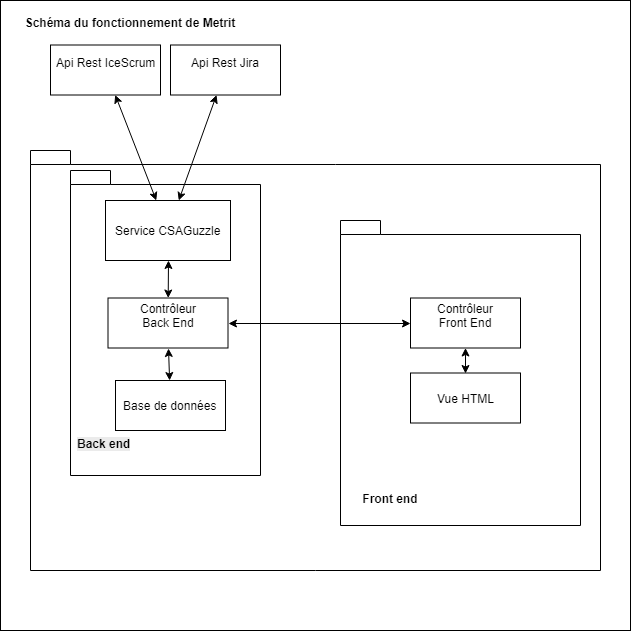 Schéma du fonctionnement de Metrit
Api Rest IceScrum
Api Rest Jira
Service CSAGuzzle
Contrôleur
Back End
Contrôleur
Front End
Base de données
Vue HTML
Back end
Front end